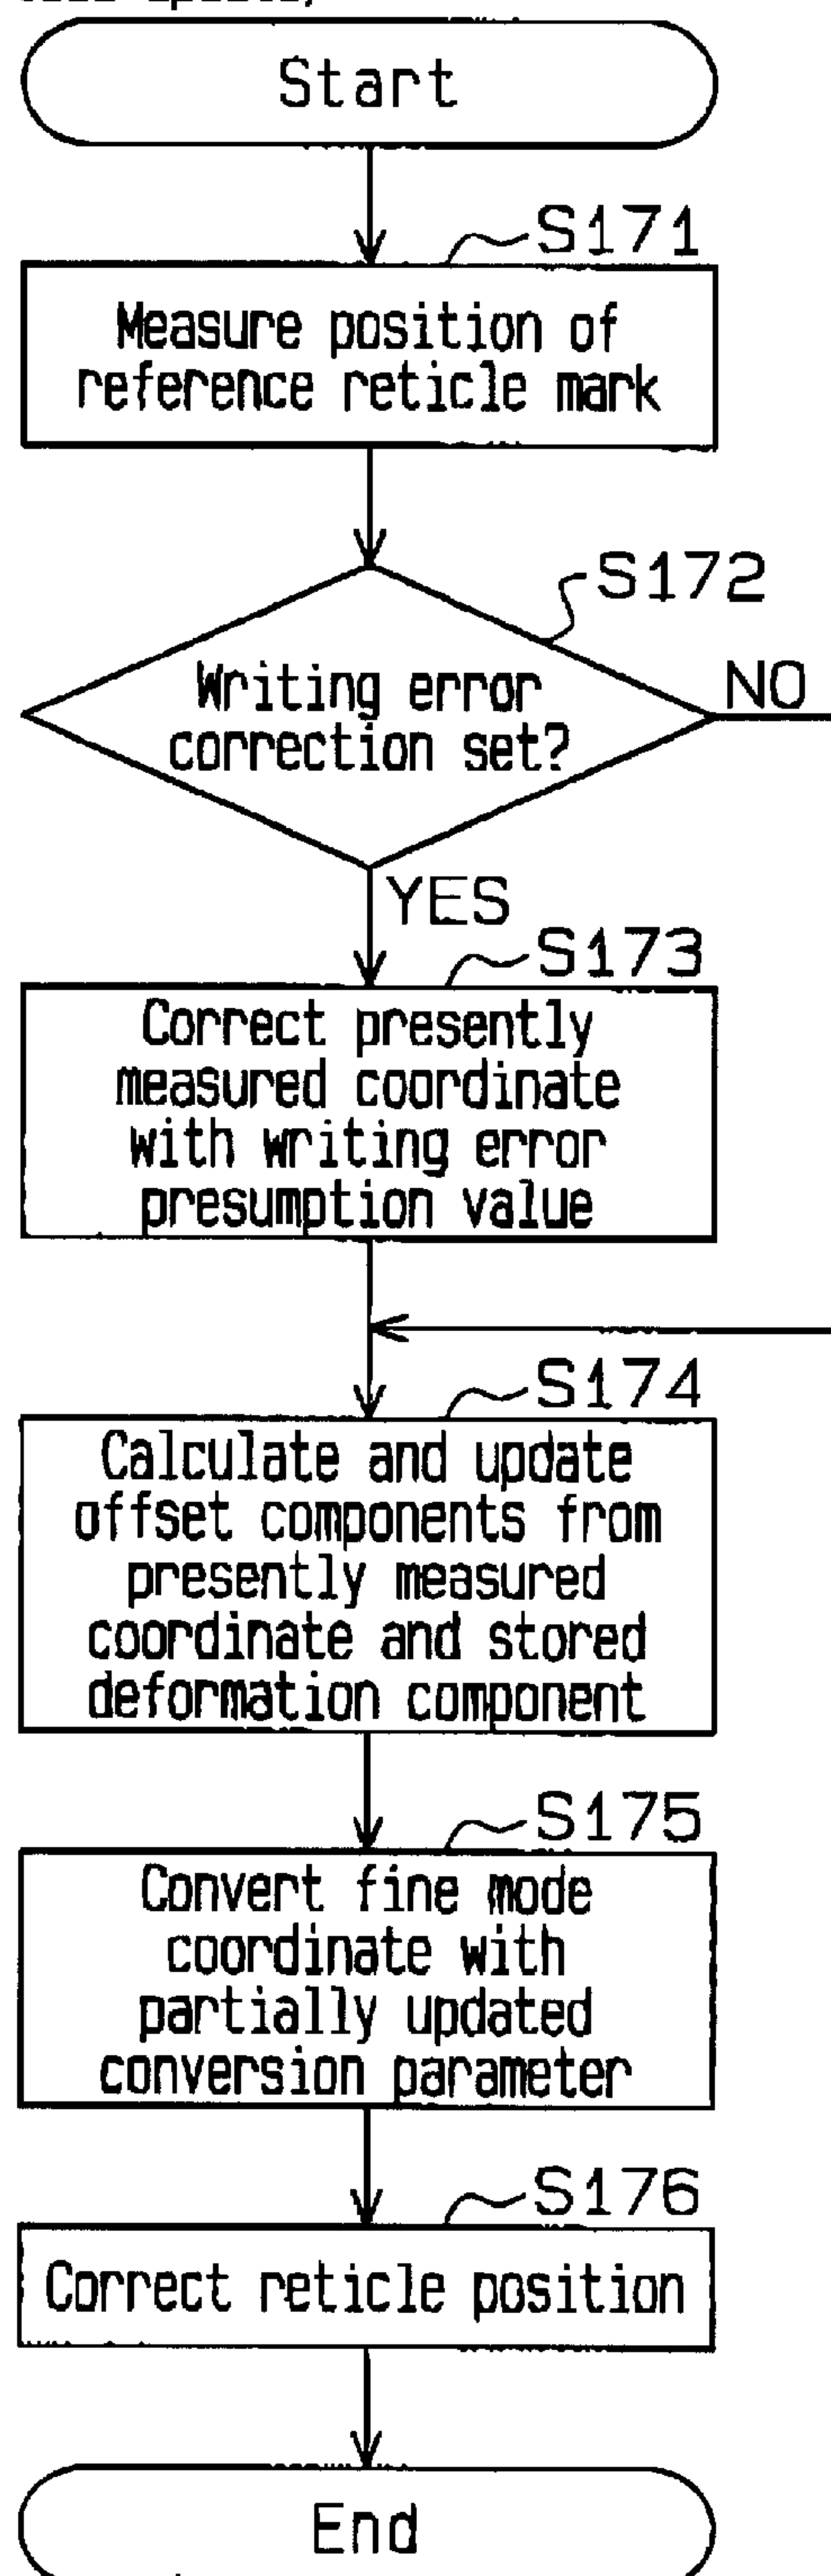 Start
S171
Measure position of
reference reticle mark
S172
Writing error
correction set?
NO
YES
S173
Correct presently
measured coordinate
with writing error
presumption value
S174
Calculate and update
offset components from
presently measured
coordinate and stored
deformation component
S175
Convert fine mode
coordinate with
partially updated
conversion parameter
S176
Correct reticle position
End